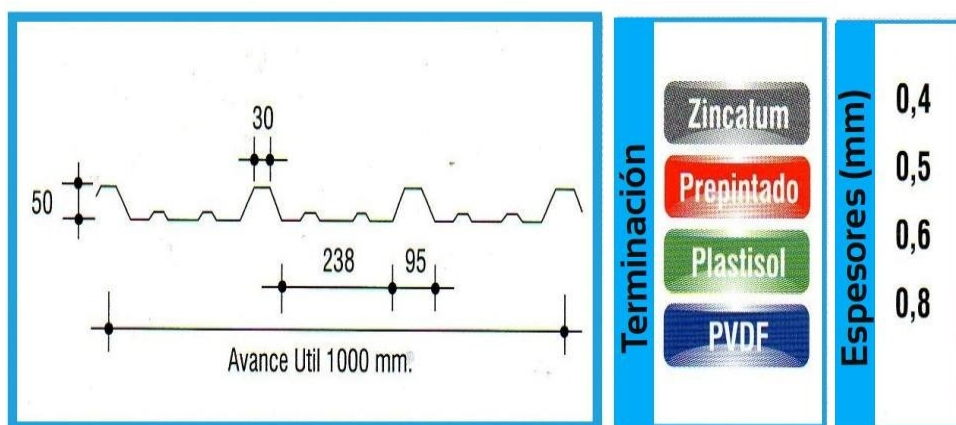 30
50
238
95
Avance Util 1000 mm.
Terminación
Zincalum
Prepintado
Plastisol
PVDF
Espesores (mm)
0,4
0,5
0,6
0,8